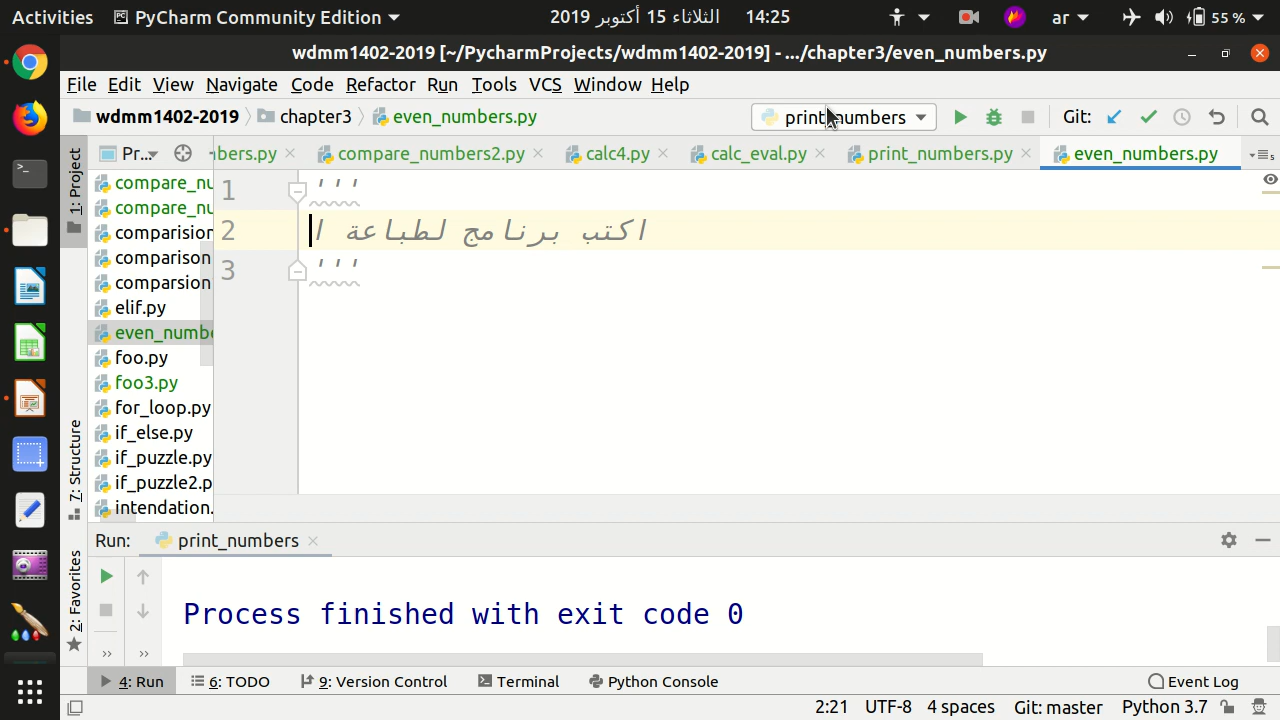 Activities PyCharm Community Edition الثلاثاء 15 أكتوبر 2019 14:25 ar 55 %
wdmm1402-2019 [~/PycharmProjects/wdmm1402-2019] - .../chapter3/even_numbers.py
File Edit View Navigate Code Refactor Run Tools VCS Window Help
wdmm1402-2019 chapter3 even_numbers.py print_numbers Git:
1: Project
Pr... bers.py compare_numbers2.py calc4.py calc_eval.py print_numbers.py even_numbers.py
compare_nu
compare_nu
comparision
comparison
comparsion
elif.py
even_numbe
foo.py
foo3.py
for_loop.py
if_else.py
if_puzzle.py
if_puzzle2.p
intendation.
1 '''
2 اكتب برنامج لطباعة ا
3 '''
7: Structure
2: Favorites
Run: print_numbers
Process finished with exit code 0
4: Run 6: TODO 9: Version Control Terminal Python Console Event Log
2:21 UTF-8 4 spaces Git: master Python 3.7